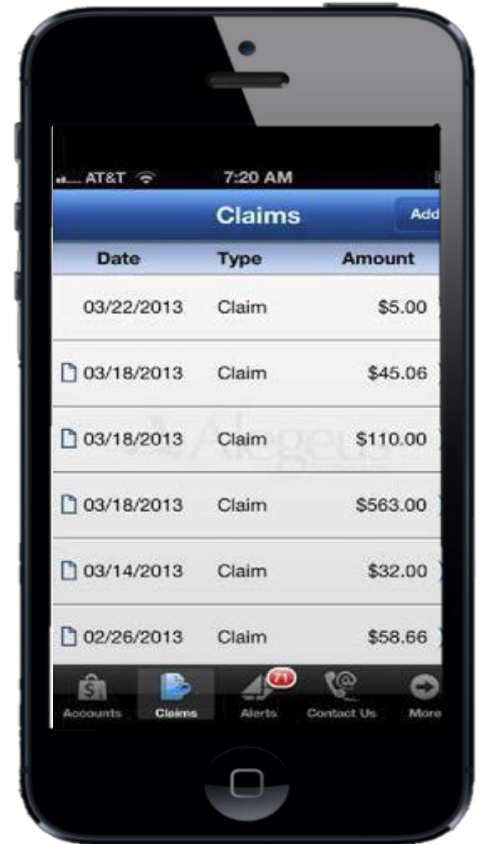 AT&T 7:20 AM
Claims Add
Date Type Amount
03/22/2013 Claim $5.00
03/18/2013 Claim $45.06
03/18/2013 Claim $110.00
03/18/2013 Claim $563.00
03/14/2013 Claim $32.00
02/26/2013 Claim $58.66
Alegeus
71
Accounts Claims Alerts Contact Us More